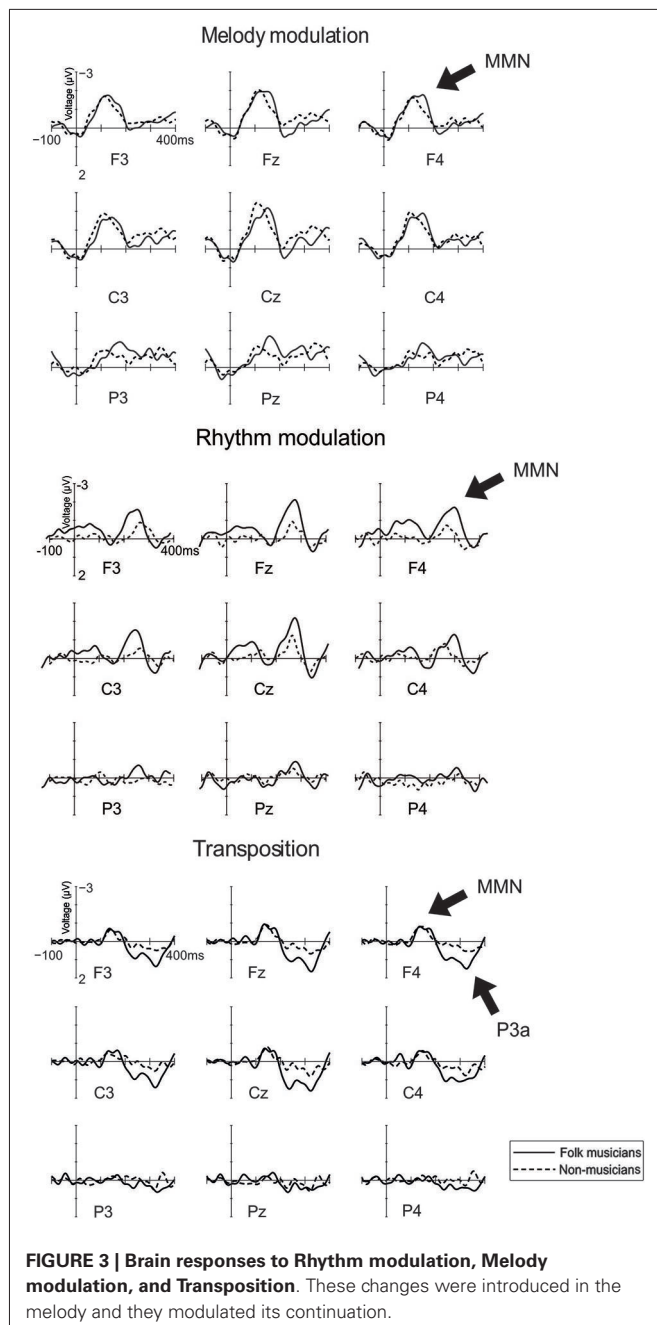 Melody modulation
-3
Voltage (µV)
MMN
-100
400ms
F3
Fz
F4
2
C3
Cz
C4
P3
Pz
P4
Rhythm modulation
-3
Voltage (µV)
MMN
-100
400ms
F3
Fz
F4
2
C3
Cz
C4
P3
Pz
P4
Transposition
-3
Voltage (µV)
MMN
-100
400ms
F3
Fz
F4
2
P3a
C3
Cz
C4
Folk musicians
Non-musicians
P3
Pz
P4
FIGURE 3 | Brain responses to Rhythm modulation, Melody
modulation, and Transposition. These changes were introduced in the
melody and they modulated its continuation.